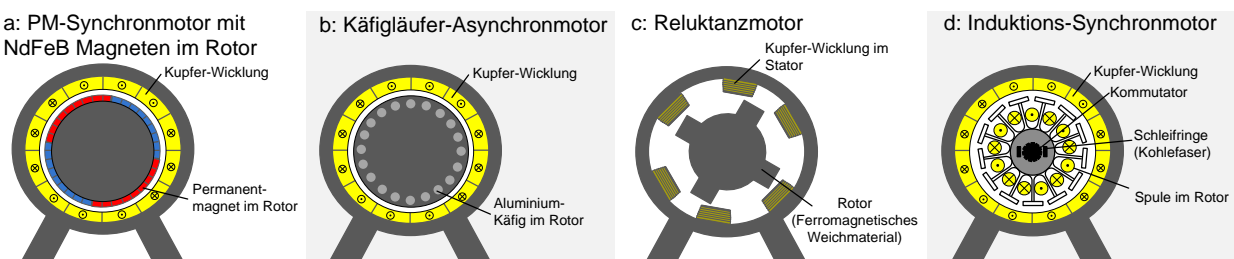 a: PM-Synchronmotor mit
NdFeB Magneten im Rotor
Kupfer-Wicklung
Permanent-
magnet im Rotor
b: Käfigläufer-Asynchronmotor
Kupfer-Wicklung
Aluminium-
Käfig im Rotor
c: Reluktanzmotor
Kupfer-Wicklung im
Stator
Rotor
(Ferromagnetisches
Weichmaterial)
d: Induktions-Synchronmotor
Kupfer-Wicklung
Kommutator
Schleifringe
(Kohlefaser)
Spule im Rotor